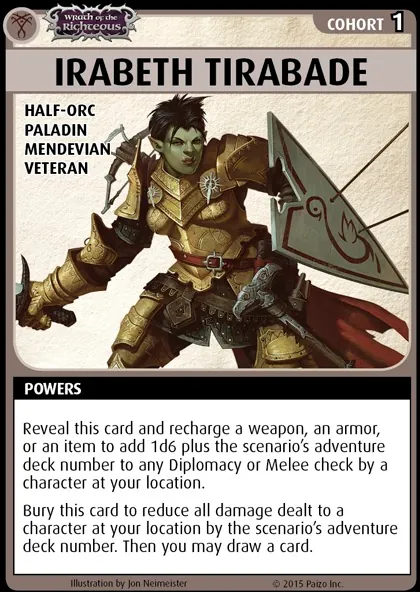 Wrath of the
Righteous
COHORT 1
IRABETH TIRABADE
HALF-ORC
PALADIN
MENDEVIAN
VETERAN
POWERS
Reveal this card and recharge a weapon, an armor,
or an item to add 1d6 plus the scenario's adventure
deck number to any Diplomacy or Melee check by a
character at your location.
Bury this card to reduce all damage dealt to a
character at your location by the scenario's adventure
deck number. Then you may draw a card.
Illustration by Jon Neimeister
© 2015 Paizo Inc.